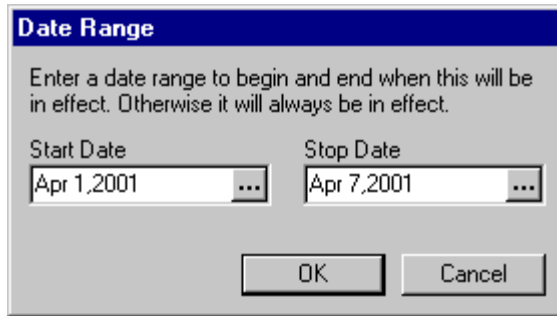 Date Range
Enter a date range to begin and end when this will be
in effect. Otherwise it will always be in effect.
Start Date Stop Date
Apr 1,2001 ... Apr 7,2001 ...
OK Cancel